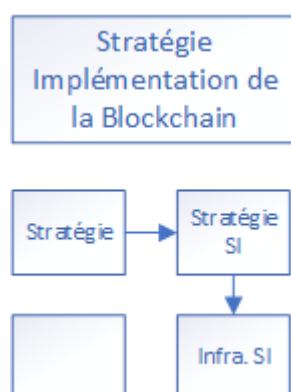 Stratégie
Implémentation de
la Blockchain
Stratégie
Stratégie
SI
Infra. SI